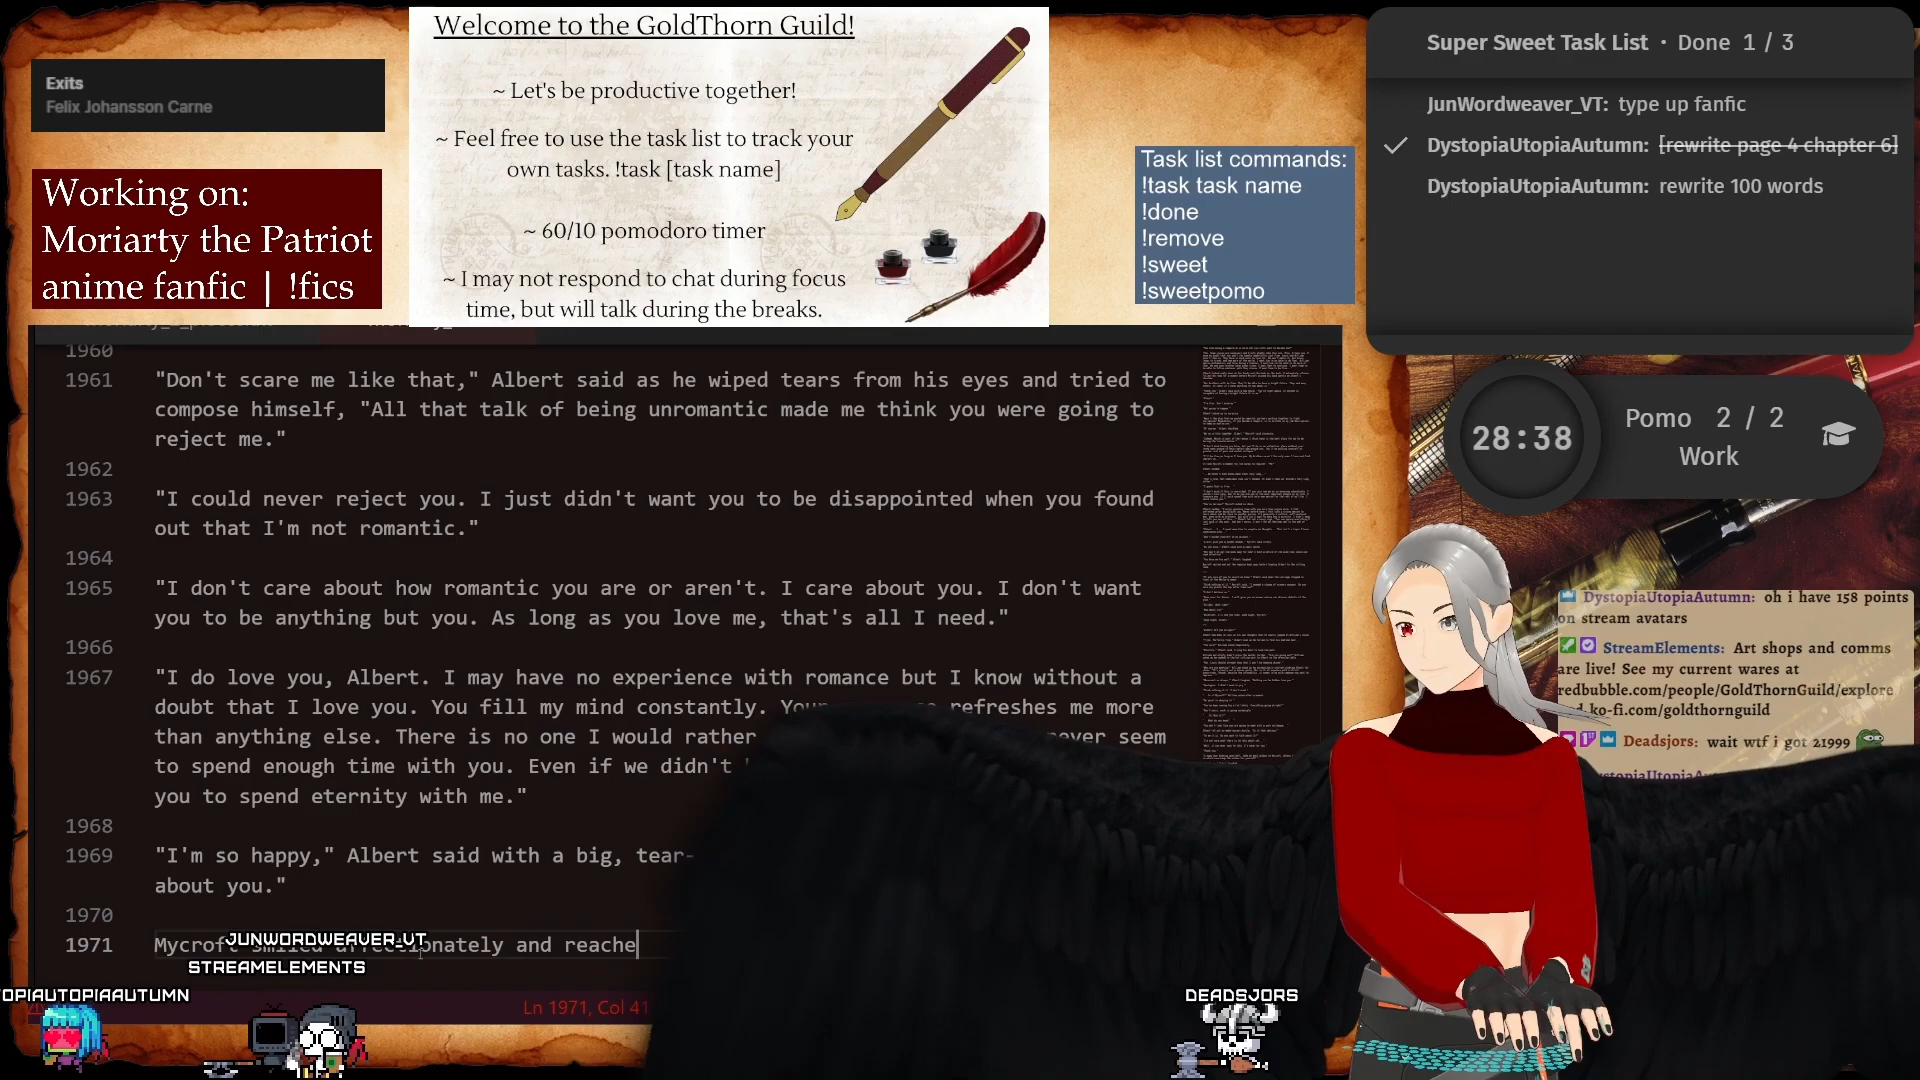 Exits
Felix Johansson Carne
Working on:
Moriarty the Patriot
anime fanfic | !fics
Welcome to the GoldThorn Guild!
~ Let's be productive together!
~ Feel free to use the task list to track your
own tasks. !task [task name]
~ 60/10 pomodoro timer
~ I may not respond to chat during focus
time, but will talk during the breaks.
Task list commands:
!task task name
!done
!remove
!sweet
!sweetpomo
Super Sweet Task List • Done 1 / 3
JunWordweaver_VT: type up fanfic
DystopiaUtopiaAutumn: [rewrite page 4 chapter 6]
DystopiaUtopiaAutumn: rewrite 100 words
28:38
Pomo 2 / 2
Work
1960
1961 "Don't scare me like that," Albert said as he wiped tears from his eyes and tried to
compose himself, "All that talk of being unromantic made me think you were going to
reject me."
1962
1963 "I could never reject you. I just didn't want you to be disappointed when you found
out that I'm not romantic."
1964
1965 "I don't care about how romantic you are or aren't. I care about you. I don't want
you to be anything but you. As long as you love me, that's all I need."
1966
1967 "I do love you, Albert. I may have no experience with romance but I know without a
doubt that I love you. You fill my mind constantly. refreshes me more
than anything else. There is no one I would rather never seem
to spend enough time with you. Even if we didn't
you to spend eternity with me."
1968
1969 "I'm so happy," Albert said with a big, tear-
about you."
1970
1971 Mycroft smiled affectionately and reache
Ln 1971, Col 41
DystopiaUtopiaAutumn: oh i have 158 points
on stream avatars
StreamElements: Art shops and comms
are live! See my current wares at
redbubble.com/people/GoldThornGuild/explore
ko-fi.com/goldthornguild
Deadsjors: wait wtf i got 21999
JUNWORDWEAVER_VT
STREAMELEMENTS
OPIAUTOPIAAUTUMN
DEADSJORS